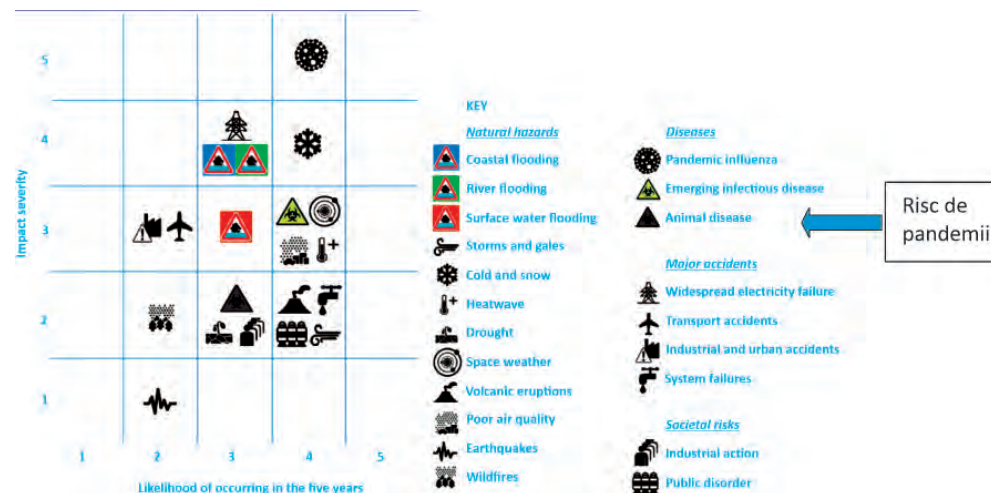 5
4
3
2
1
Impact severity
1 2 3 4 5
Likelihood of occurring in the five years
KEY
Natural hazards
Coastal flooding
River flooding
Surface water flooding
Storms and gales
Cold and snow
Heatwave
Drought
Space weather
Volcanic eruptions
Poor air quality
Earthquakes
Wildfires
Diseases
Pandemic influenza
Emerging infectious disease
Animal disease
Major accidents
Widespread electricity failure
Transport accidents
Industrial and urban accidents
System failures
Societal risks
Industrial action
Public disorder
Risc de
pandemii